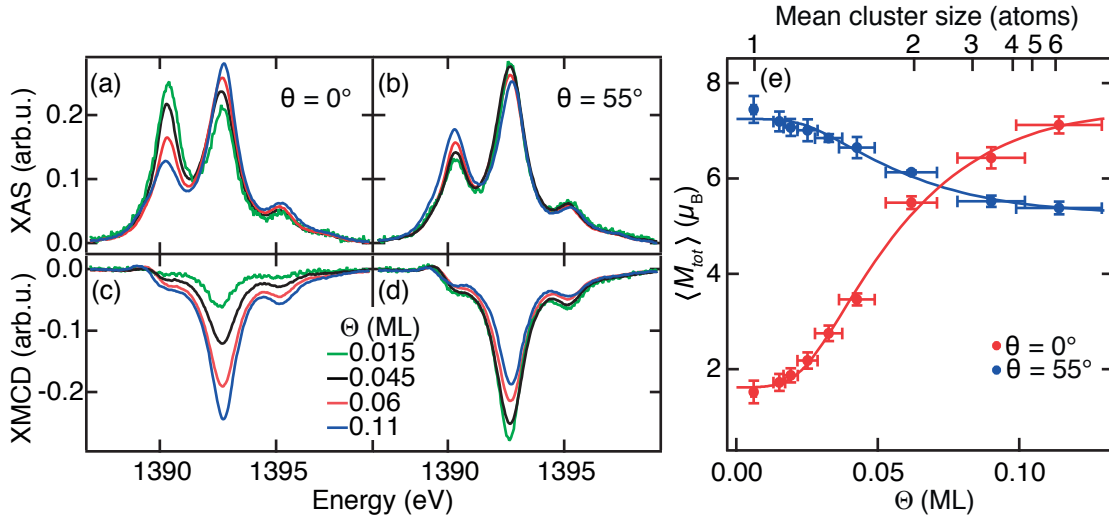 Mean cluster size (atoms)
1 2 3 4 5 6
(a) θ = 0°
(b) θ = 55°
(e)
XAS (arb.u.)
0.2
0.1
0.0
(c)
(d)
XMCD (arb.u.)
0.0
-0.1
-0.2
Θ (ML)
0.015
0.045
0.06
0.11
1390 1395 1390 1395
Energy (eV)
⟨M_tot⟩ (μ_B)
8
6
4
2
θ = 0°
θ = 55°
0.00 0.05 0.10
Θ (ML)